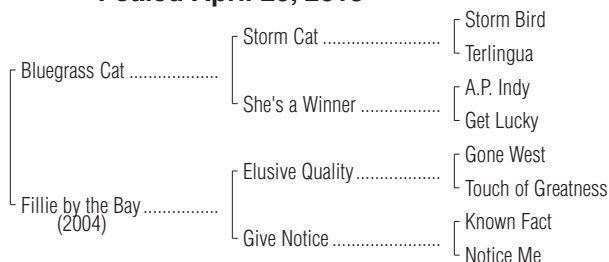 Foaled April
Storm Bird
Storm Cat ........................
Terlingua
Bluegrass Cat ..................
A.P. Indy
She's a Winner ................
Get Lucky
Gone West
Elusive Quality .................
Touch of Greatness
Fillie by the Bay ...............
(2004)
Known Fact
Give Notice ......................
Notice Me